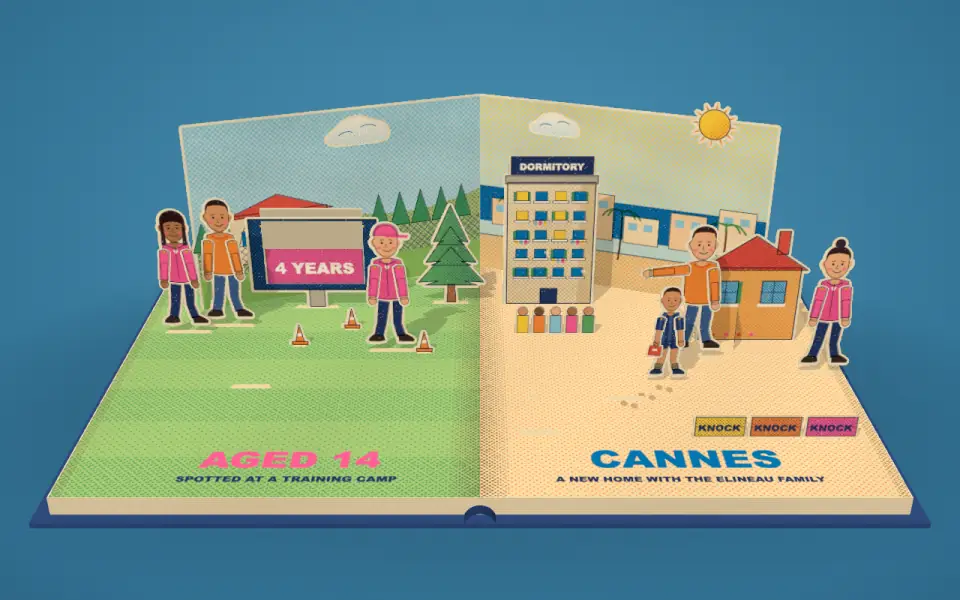 DORMITORY
4 YEARS
KNOCK KNOCK KNOCK
AGED 14
SPOTTED AT A TRAINING CAMP
CANNES
A NEW HOME WITH THE ELINEAU FAMILY